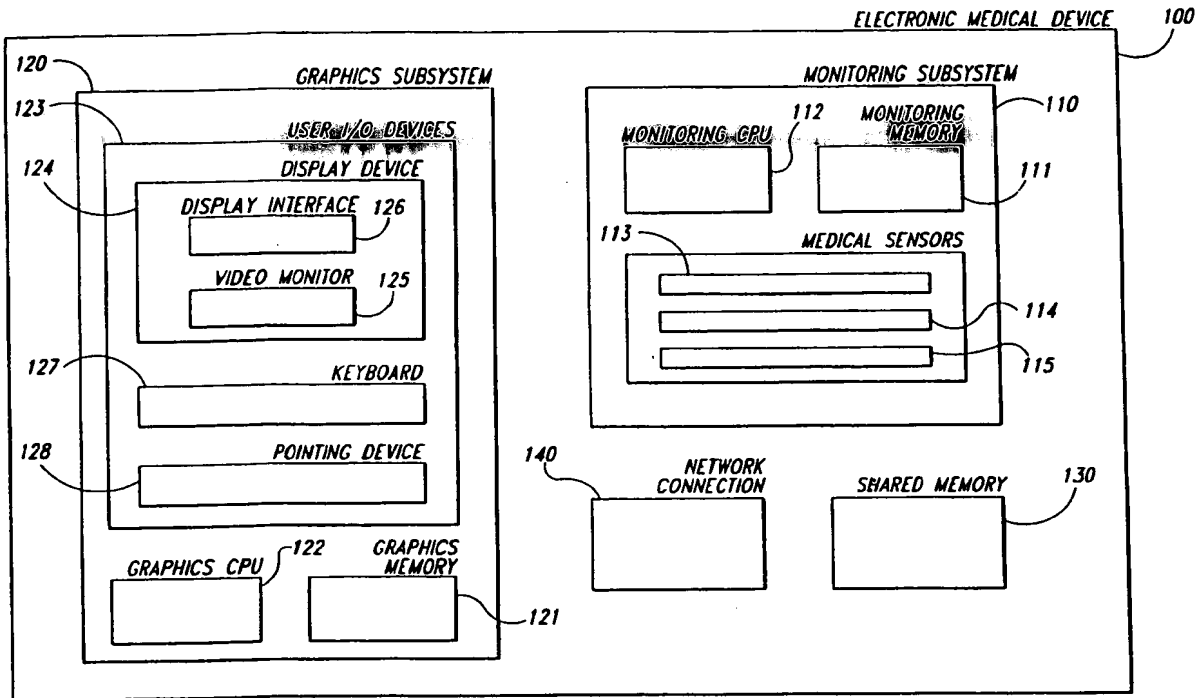 ELECTRONIC MEDICAL DEVICE
100
120
GRAPHICS SUBSYSTEM
123
USER I/O DEVICES
124
DISPLAY DEVICE
DISPLAY INTERFACE
126
VIDEO MONITOR
125
127
KEYBOARD
128
POINTING DEVICE
GRAPHICS CPU
122
GRAPHICS
MEMORY
121
MONITORING SUBSYSTEM
110
MONITORING CPU
112
MONITORING
MEMORY
111
113
MEDICAL SENSORS
114
115
140
NETWORK
CONNECTION
SHARED MEMORY
130